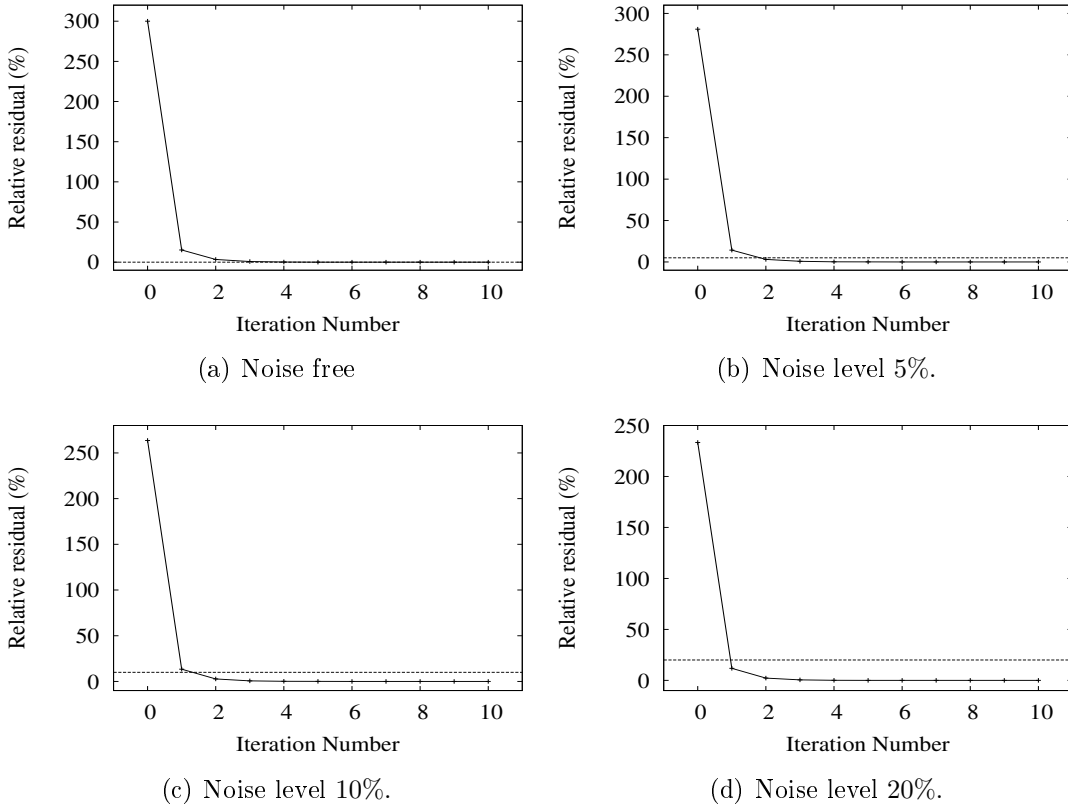 Relative residual (%)
300
250
200
150
100
50
0
0 2 4 6 8 10
Iteration Number
(a) Noise free
Relative residual (%)
300
250
200
150
100
50
0
0 2 4 6 8 10
Iteration Number
(b) Noise level 5%.
Relative residual (%)
250
200
150
100
50
0
0 2 4 6 8 10
Iteration Number
(c) Noise level 10%.
Relative residual (%)
250
200
150
100
50
0
0 2 4 6 8 10
Iteration Number
(d) Noise level 20%.